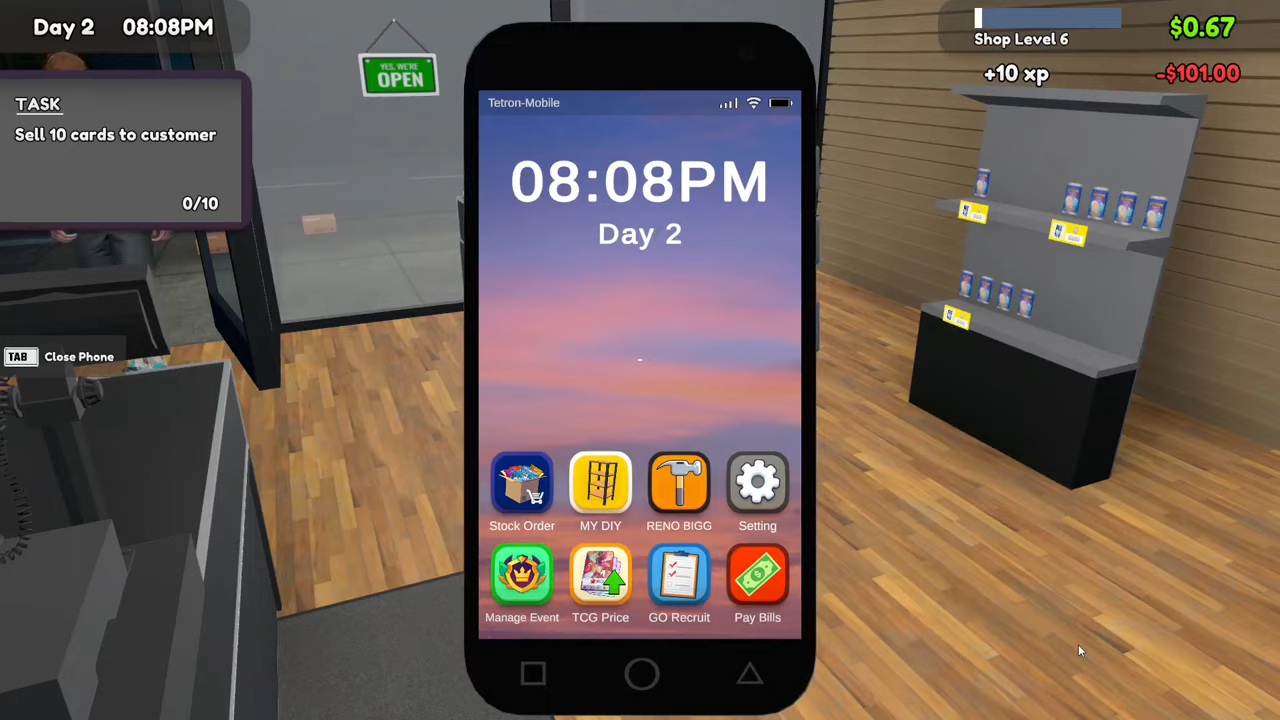 Day 2 08:08PM
TASK
Sell 10 cards to customer
0/10
TAB Close Phone
YES, WE'RE
OPEN
Tetron-Mobile
08:08PM
Day 2
Stock Order MY DIY RENO BIGG Setting
Manage Event TCG Price GO Recruit Pay Bills
$0.67
Shop Level 6
+10 xp -$101.00